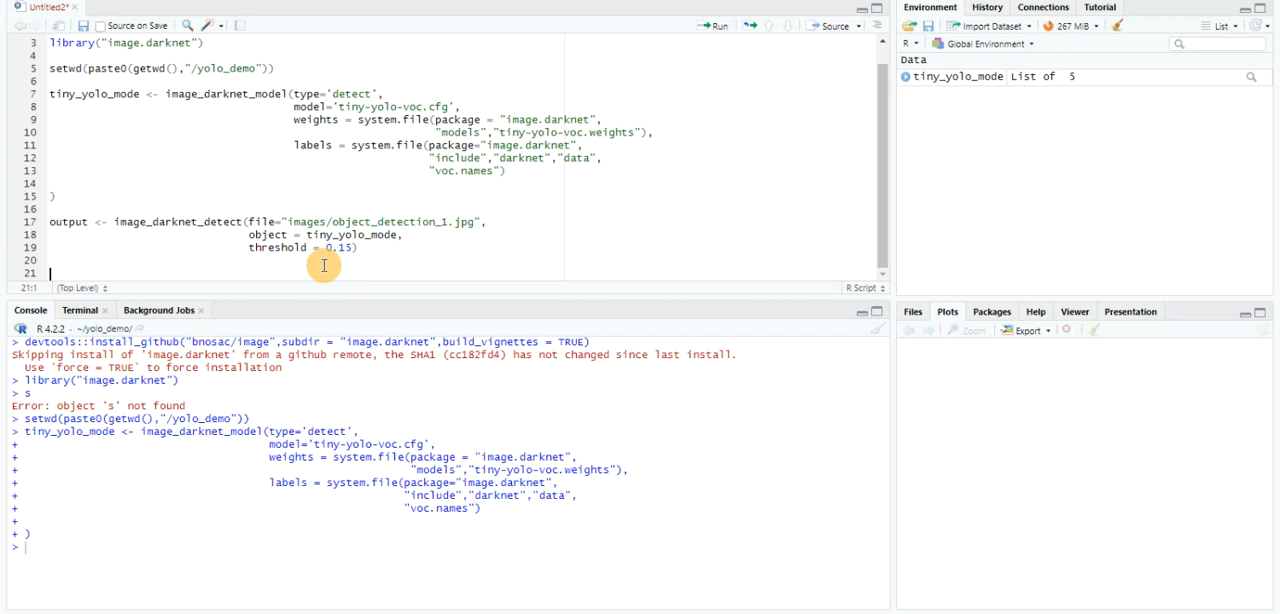 Untitled2*
Source on Save
Run
Source
3 library("image.darknet")
4
5 setwd(paste0(getwd(),"/yolo_demo"))
6
7 tiny_yolo_mode <- image_darknet_model(type='detect',
8 model='tiny-yolo-voc.cfg',
9 weights = system.file(package = "image.darknet",
10 "models","tiny-yolo-voc.weights"),
11 labels = system.file(package="image.darknet",
12 "include","darknet","data",
13 "voc.names")
14
15 )
16
17 output <- image_darknet_detect(file="images/object_detection_1.jpg",
18 object = tiny_yolo_mode,
19 threshold = 0.15)
20
21
21:1 (Top Level) R Script
Console Terminal Background Jobs
R 4.2.2 · ~/yolo_demo/
> devtools::install_github("bnosac/image",subdir = "image.darknet",build_vignettes = TRUE)
Skipping install of 'image.darknet' from a github remote, the SHA1 (cc182fd4) has not changed since last install.
Use `force = TRUE` to force installation
> library("image.darknet")
> s
Error: object 's' not found
> setwd(paste0(getwd(),"/yolo_demo"))
> tiny_yolo_mode <- image_darknet_model(type='detect',
+ model='tiny-yolo-voc.cfg',
+ weights = system.file(package = "image.darknet",
+ "models","tiny-yolo-voc.weights"),
+ labels = system.file(package="image.darknet",
+ "include","darknet","data",
+ "voc.names")
+
+ )
>
Environment History Connections Tutorial
Import Dataset 267 MiB List
R Global Environment
Data
tiny_yolo_mode List of 5
Files Plots Packages Help Viewer Presentation
Zoom Export